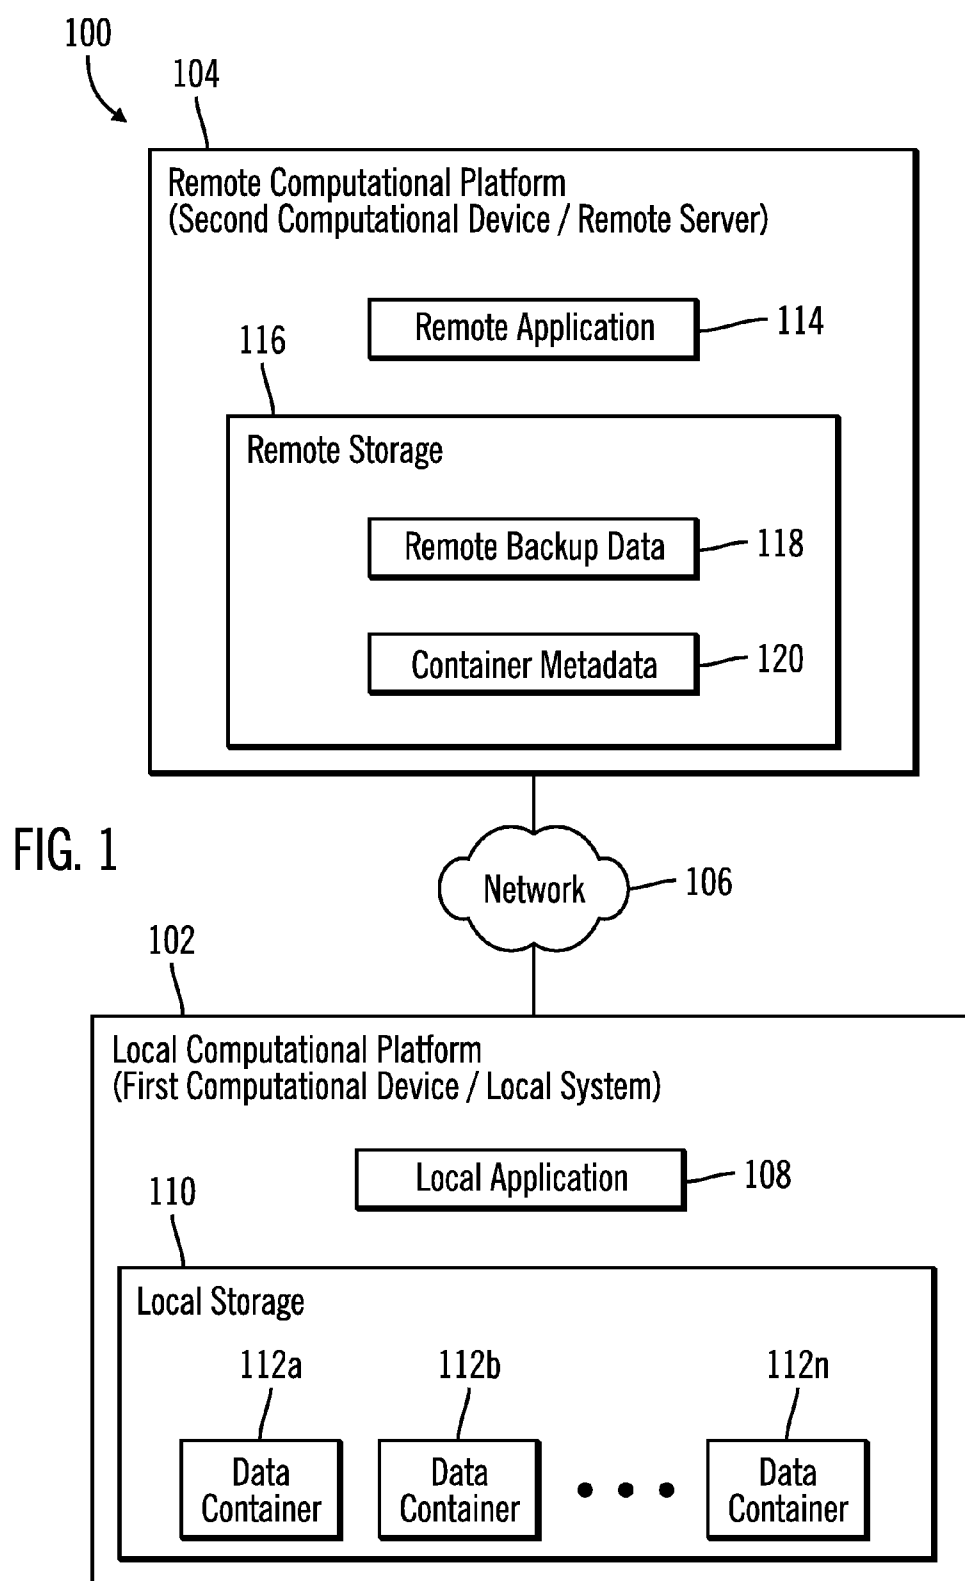 100
104
Remote Computational Platform
(Second Computational Device / Remote Server)
Remote Application
114
116
Remote Storage
Remote Backup Data
118
Container Metadata
120
FIG. 1
Network
106
102
Local Computational Platform
(First Computational Device / Local System)
Local Application
108
110
Local Storage
112a
112b
112n
Data
Container
Data
Container
Data
Container